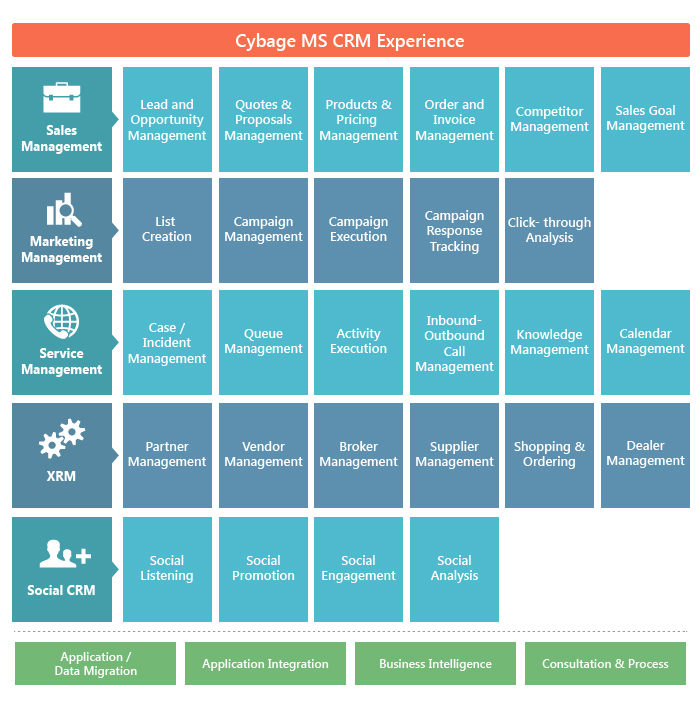 Cybage MS CRM Experience
Sales
Management
Lead and
Opportunity
Management
Quotes &
Proposals
Management
Products &
Pricing
Management
Order and
Invoice
Management
Competitor
Management
Sales Goal
Management
Marketing
Management
List
Creation
Campaign
Management
Campaign
Execution
Campaign
Response
Tracking
Click- through
Analysis
Service
Management
Case /
Incident
Management
Queue
Management
Activity
Execution
Inbound-
Outbound
Call
Management
Knowledge
Management
Calendar
Management
XRM
Partner
Management
Vendor
Management
Broker
Management
Supplier
Management
Shopping &
Ordering
Dealer
Management
Social CRM
Social
Listening
Social
Promotion
Social
Engagement
Social
Analysis
Application /
Data Migration
Application Integration
Business Intelligence
Consultation & Process